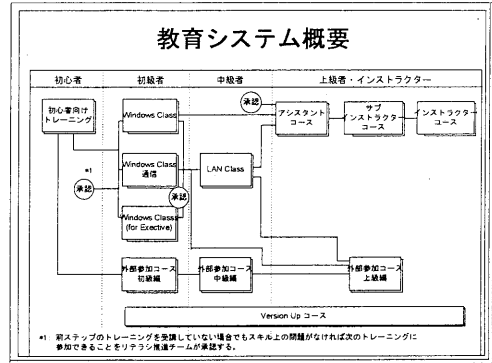 教育システム概要
初心者
初級者
中級者
上級者・インストラクター
初心者向け
トレーニング
Windows Class
承認
アシスタント
コース
サブ
インストラクター
コース
インストラクター
コース
*1
承認
Windows Class
通信
LAN Class
承認
Windows Classs
(for Exective)
外部参加コース
初級編
外部参加コース
中級編
外部参加コース
上級編
Version Up コース
*1: 前ステップのトレーニングを受講していない場合でもスキル上の問題がなければ次のトレーニングに
参加できることをリテラシ推進チームが承認する。